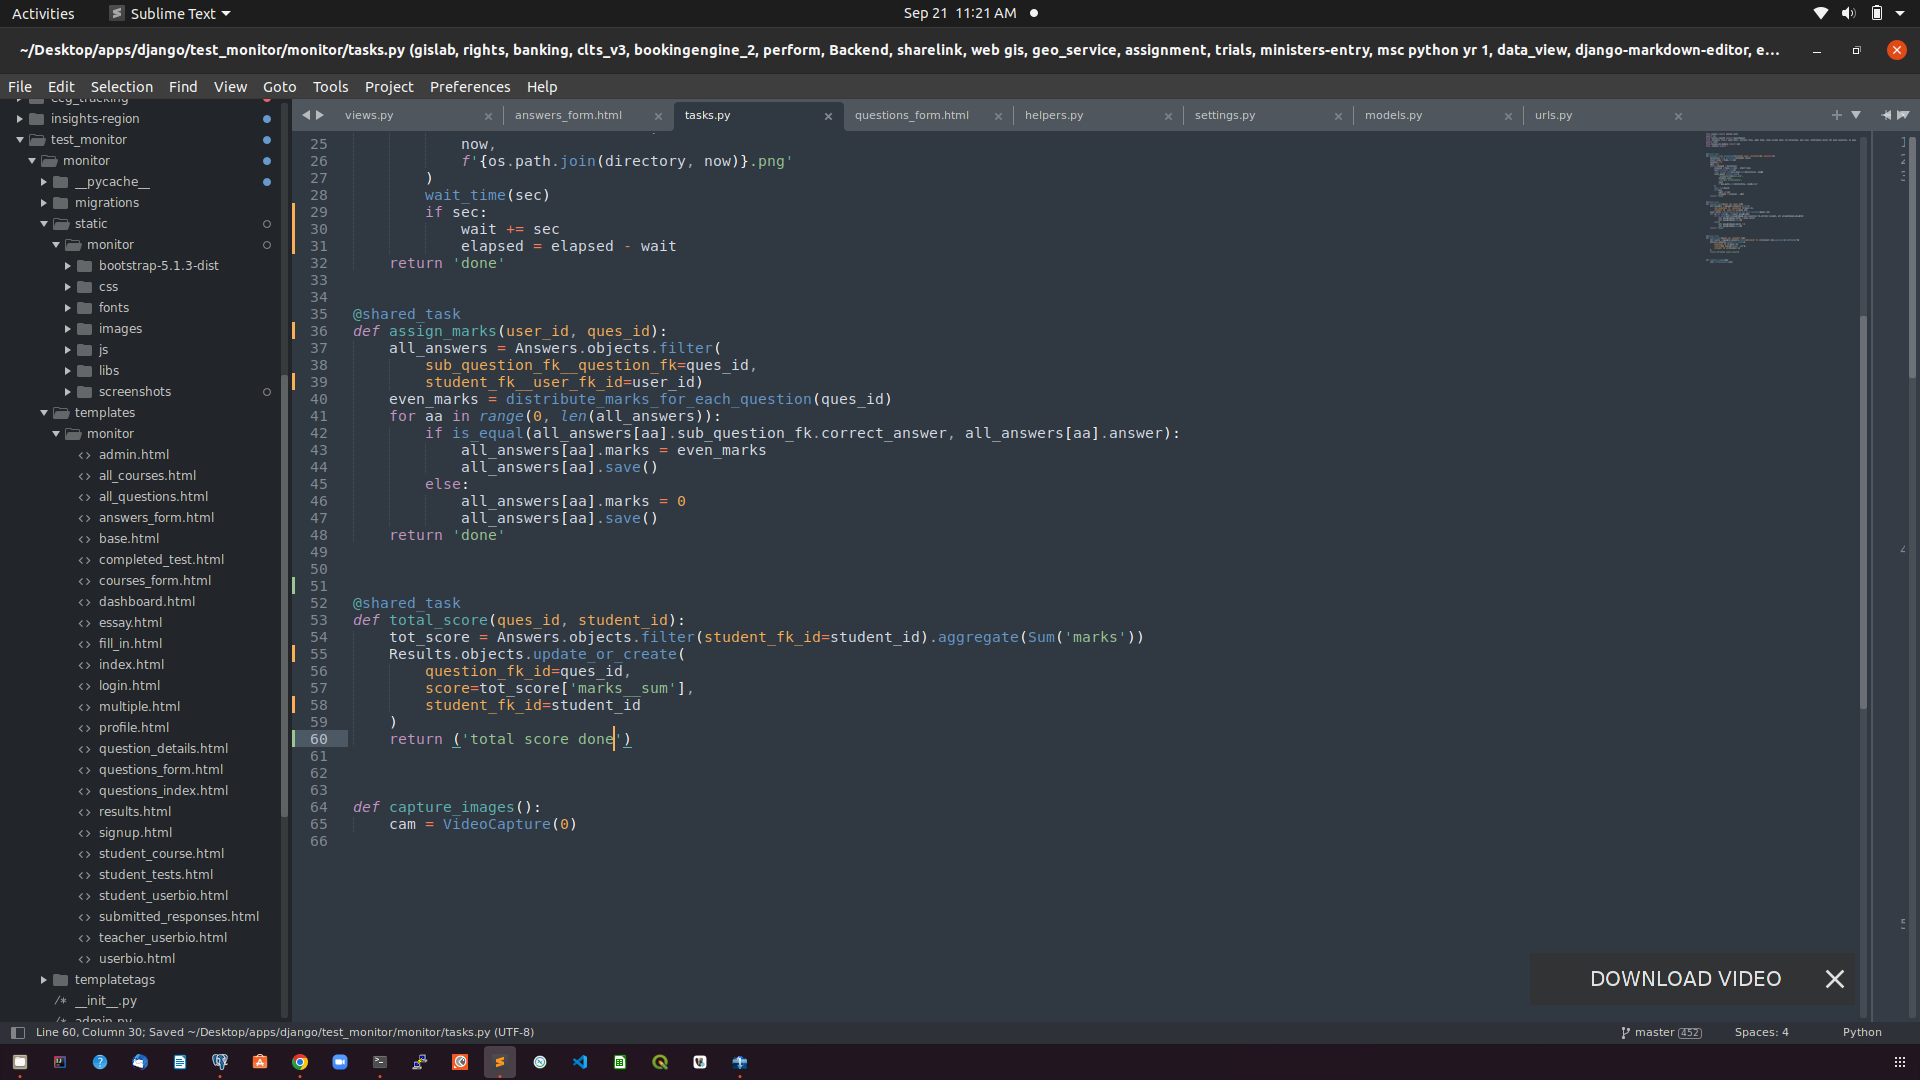 Activities
Sublime Text
Sep 21 11:21 AM
~/Desktop/apps/django/test_monitor/monitor/tasks.py (gislab, rights, banking, clts_v3, bookingengine_2, perform, Backend, sharelink, web gis, geo_service, assignment, trials, ministers-entry, msc python yr 1, data_view, django-markdown-editor, e...
File Edit Selection Find View Goto Tools Project Preferences Help
insights-region
test_monitor
monitor
__pycache__
migrations
static
monitor
bootstrap-5.1.3-dist
css
fonts
images
js
libs
screenshots
templates
monitor
<> admin.html
<> all_courses.html
<> all_questions.html
<> answers_form.html
<> base.html
<> completed_test.html
<> courses_form.html
<> dashboard.html
<> essay.html
<> fill_in.html
<> index.html
<> login.html
<> multiple.html
<> profile.html
<> question_details.html
<> questions_form.html
<> questions_index.html
<> results.html
<> signup.html
<> student_course.html
<> student_tests.html
<> student_userbio.html
<> submitted_responses.html
<> teacher_userbio.html
<> userbio.html
templatetags
/* __init__.py
views.py × answers_form.html × tasks.py × questions_form.html × helpers.py × settings.py × models.py × urls.py ×
25             now,
26             f'{os.path.join(directory, now)}.png'
27         )
28         wait_time(sec)
29         if sec:
30             wait += sec
31             elapsed = elapsed - wait
32     return 'done'
33
34
35 @shared_task
36 def assign_marks(user_id, ques_id):
37     all_answers = Answers.objects.filter(
38         sub_question_fk__question_fk=ques_id,
39         student_fk__user_fk_id=user_id)
40     even_marks = distribute_marks_for_each_question(ques_id)
41     for aa in range(0, len(all_answers)):
42         if is_equal(all_answers[aa].sub_question_fk.correct_answer, all_answers[aa].answer):
43             all_answers[aa].marks = even_marks
44             all_answers[aa].save()
45         else:
46             all_answers[aa].marks = 0
47             all_answers[aa].save()
48     return 'done'
49
50
51
52 @shared_task
53 def total_score(ques_id, student_id):
54     tot_score = Answers.objects.filter(student_fk_id=student_id).aggregate(Sum('marks'))
55     Results.objects.update_or_create(
56         question_fk_id=ques_id,
57         score=tot_score['marks__sum'],
58         student_fk_id=student_id
59     )
60     return ('total score done')
61
62
63
64 def capture_images():
65     cam = VideoCapture(0)
66
DOWNLOAD VIDEO
Line 60, Column 30; Saved ~/Desktop/apps/django/test_monitor/monitor/tasks.py (UTF-8)
master 452
Spaces: 4
Python